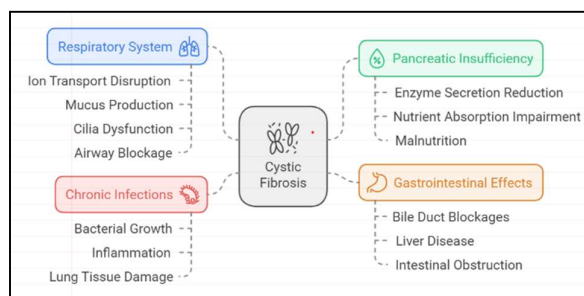 Respiratory System
Ion Transport Disruption
Mucus Production
Cilia Dysfunction
Airway Blockage
Chronic Infections
Bacterial Growth
Inflammation
Lung Tissue Damage
Cystic
Fibrosis
Pancreatic Insufficiency
Enzyme Secretion Reduction
Nutrient Absorption Impairment
Malnutrition
Gastrointestinal Effects
Bile Duct Blockages
Liver Disease
Intestinal Obstruction